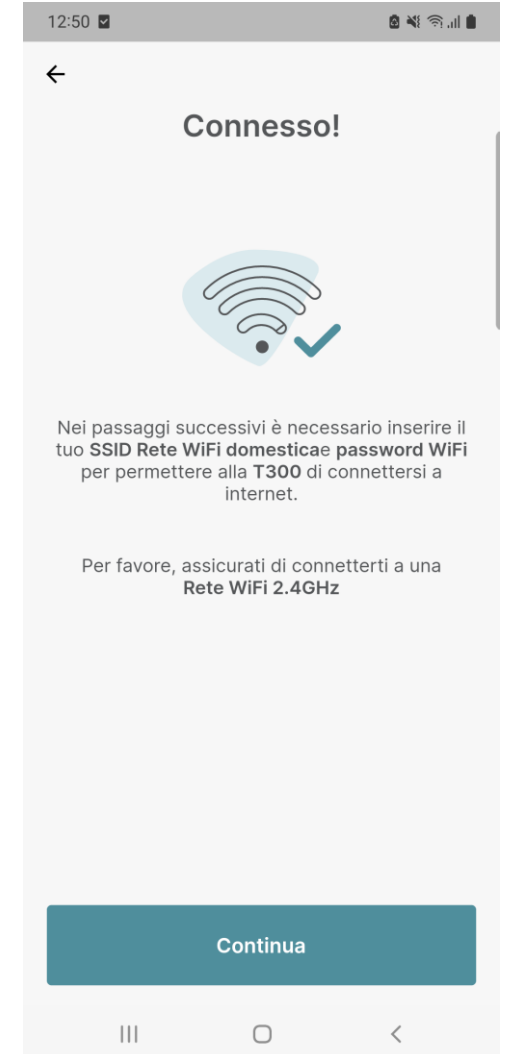 12:50
Connesso!
Nei passaggi successivi è necessario inserire il
tuo SSID Rete WiFi domesticae password WiFi
per permettere alla T300 di connettersi a
internet.
Per favore, assicurati di connetterti a una
Rete WiFi 2.4GHz
Continua